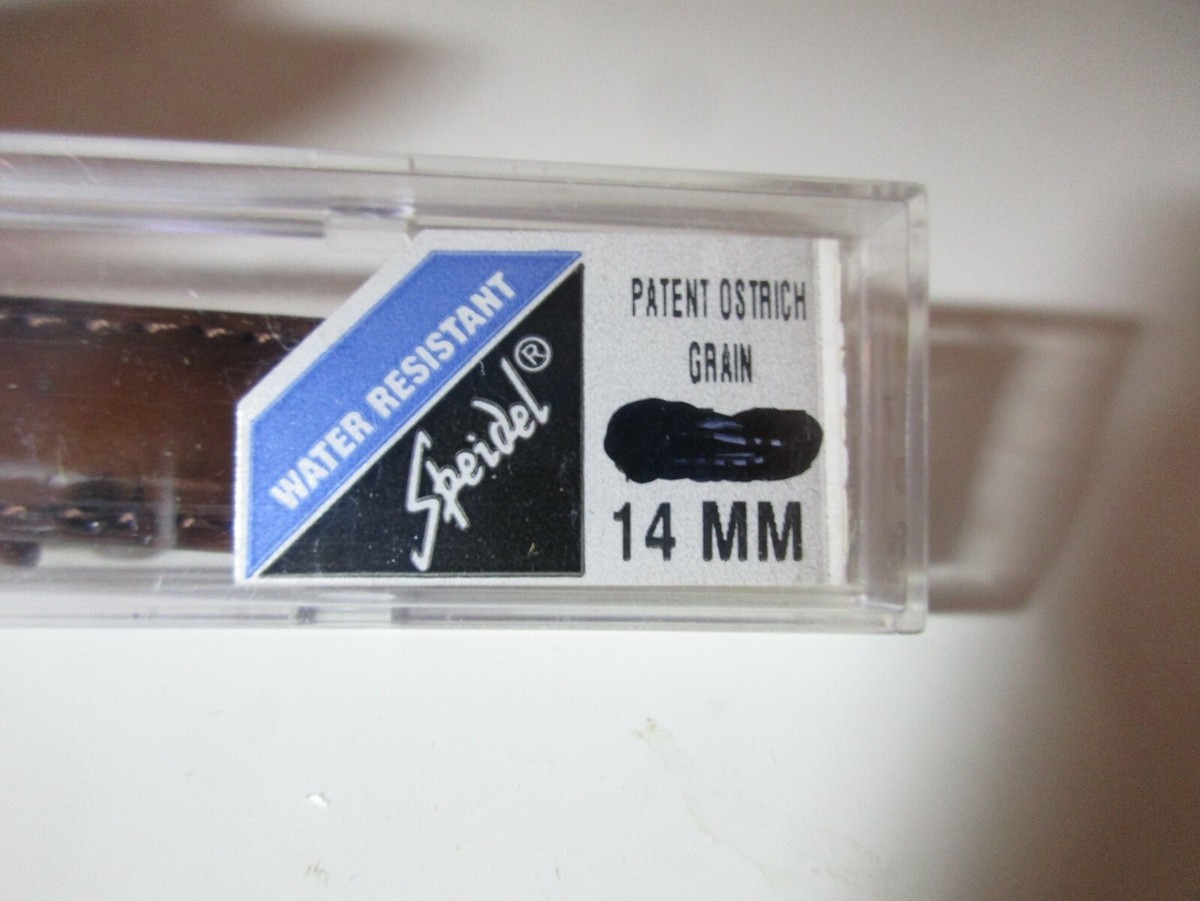 WATER RESISTANT
Speidel®
PATENT OSTRICH
GRAIN
14 MM